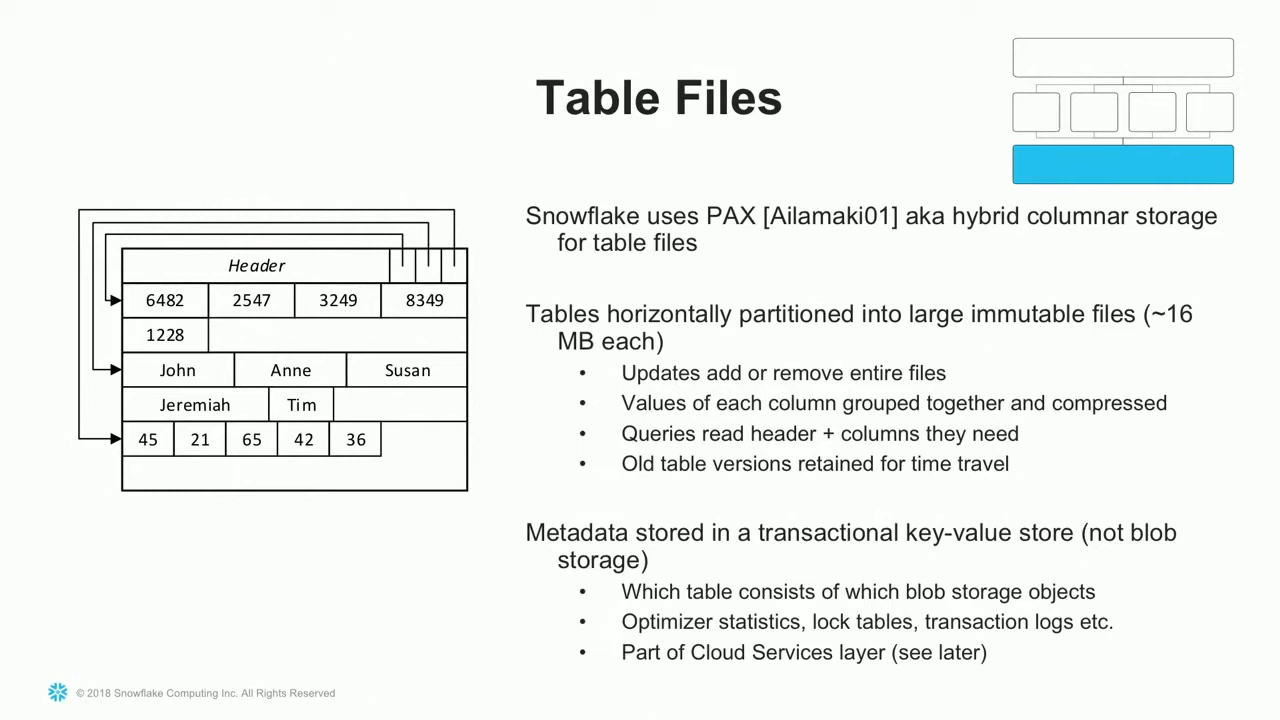 Table Files
Header
6482 2547 3249 8349
1228
John Anne Susan
Jeremiah Tim
45 21 65 42 36
Snowflake uses PAX [Ailamaki01] aka hybrid columnar storage
for table files
Tables horizontally partitioned into large immutable files (~16
MB each)
• Updates add or remove entire files
• Values of each column grouped together and compressed
• Queries read header + columns they need
• Old table versions retained for time travel
Metadata stored in a transactional key-value store (not blob
storage)
• Which table consists of which blob storage objects
• Optimizer statistics, lock tables, transaction logs etc.
• Part of Cloud Services layer (see later)
© 2018 Snowflake Computing Inc. All Rights Reserved